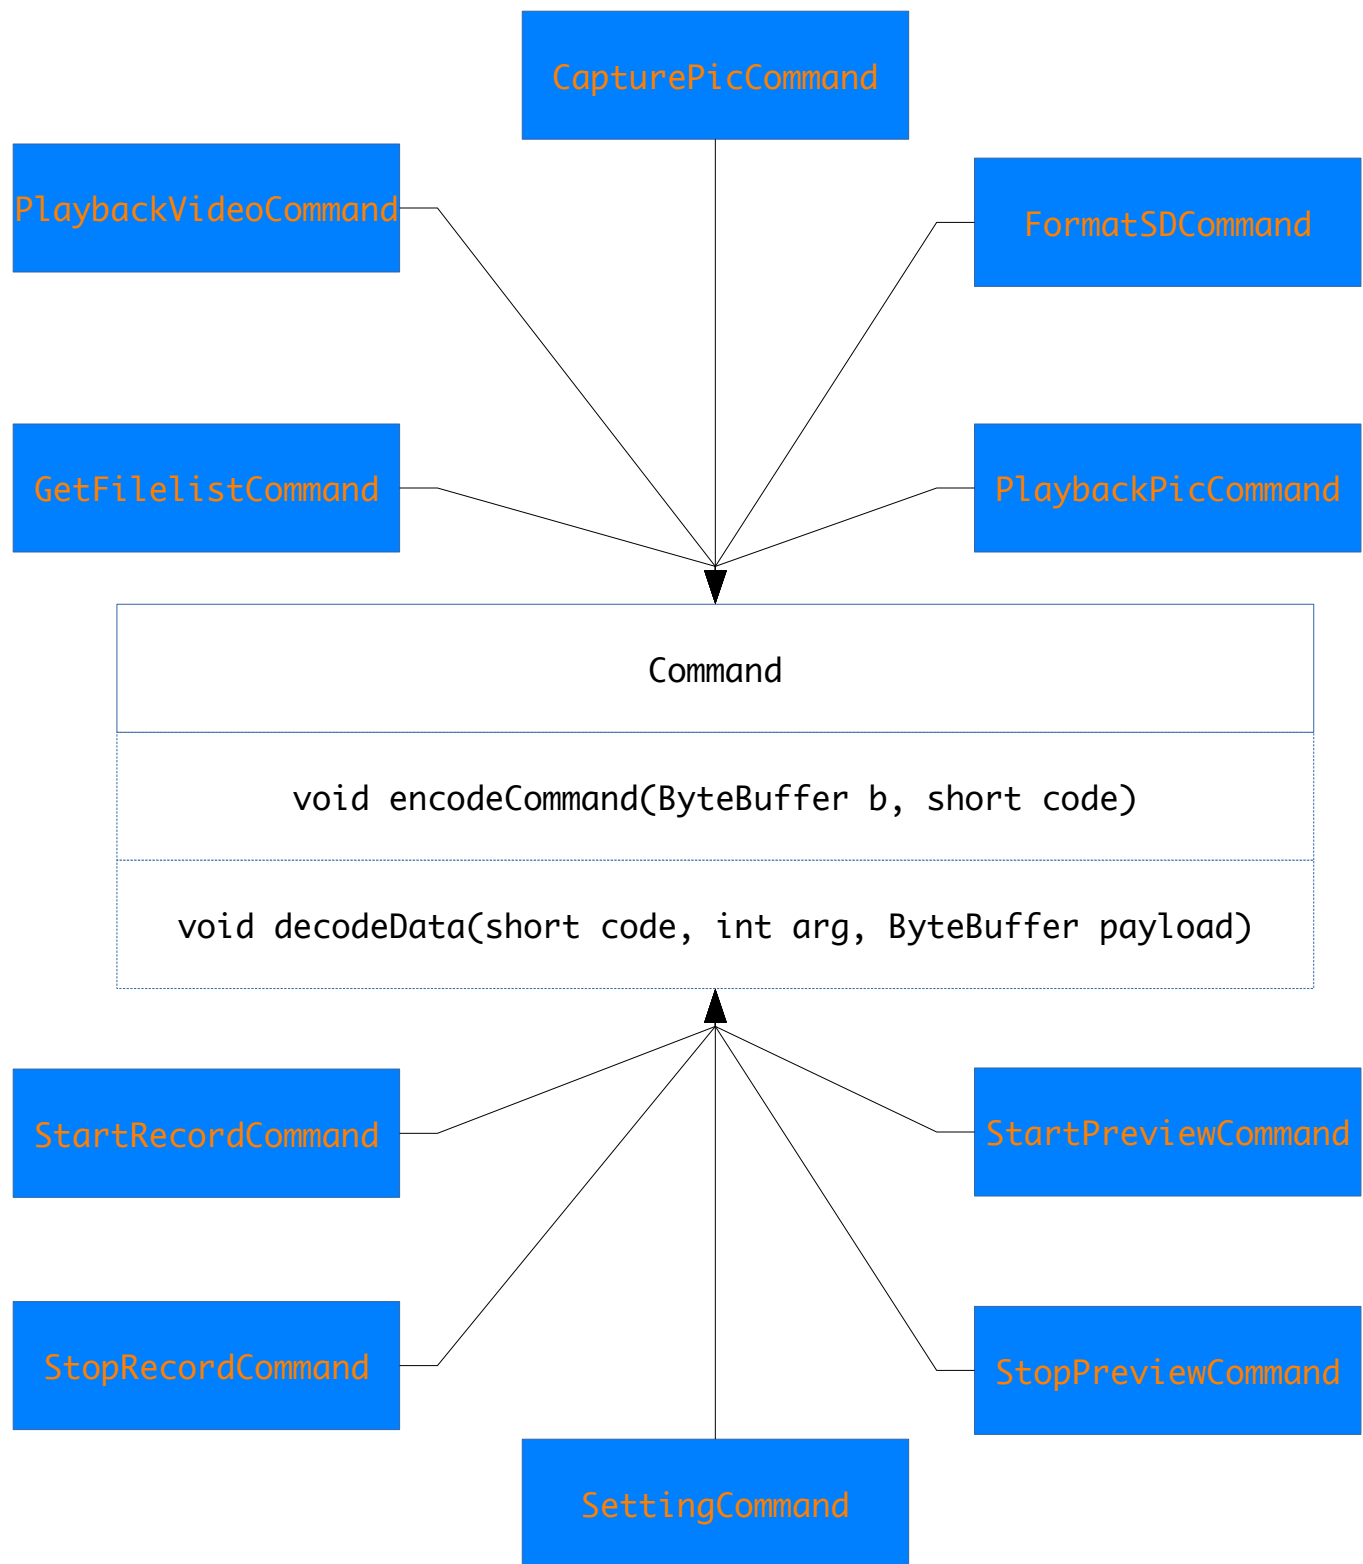 CapturePicCommand
PlaybackVideoCommand
FormatSDCommand
GetFilelistCommand
PlaybackPicCommand
Command
void encodeCommand(ByteBuffer b, short code)
void decodeData(short code, int arg, ByteBuffer payload)
StartRecordCommand
StartPreviewCommand
StopRecordCommand
StopPreviewCommand
SettingCommand